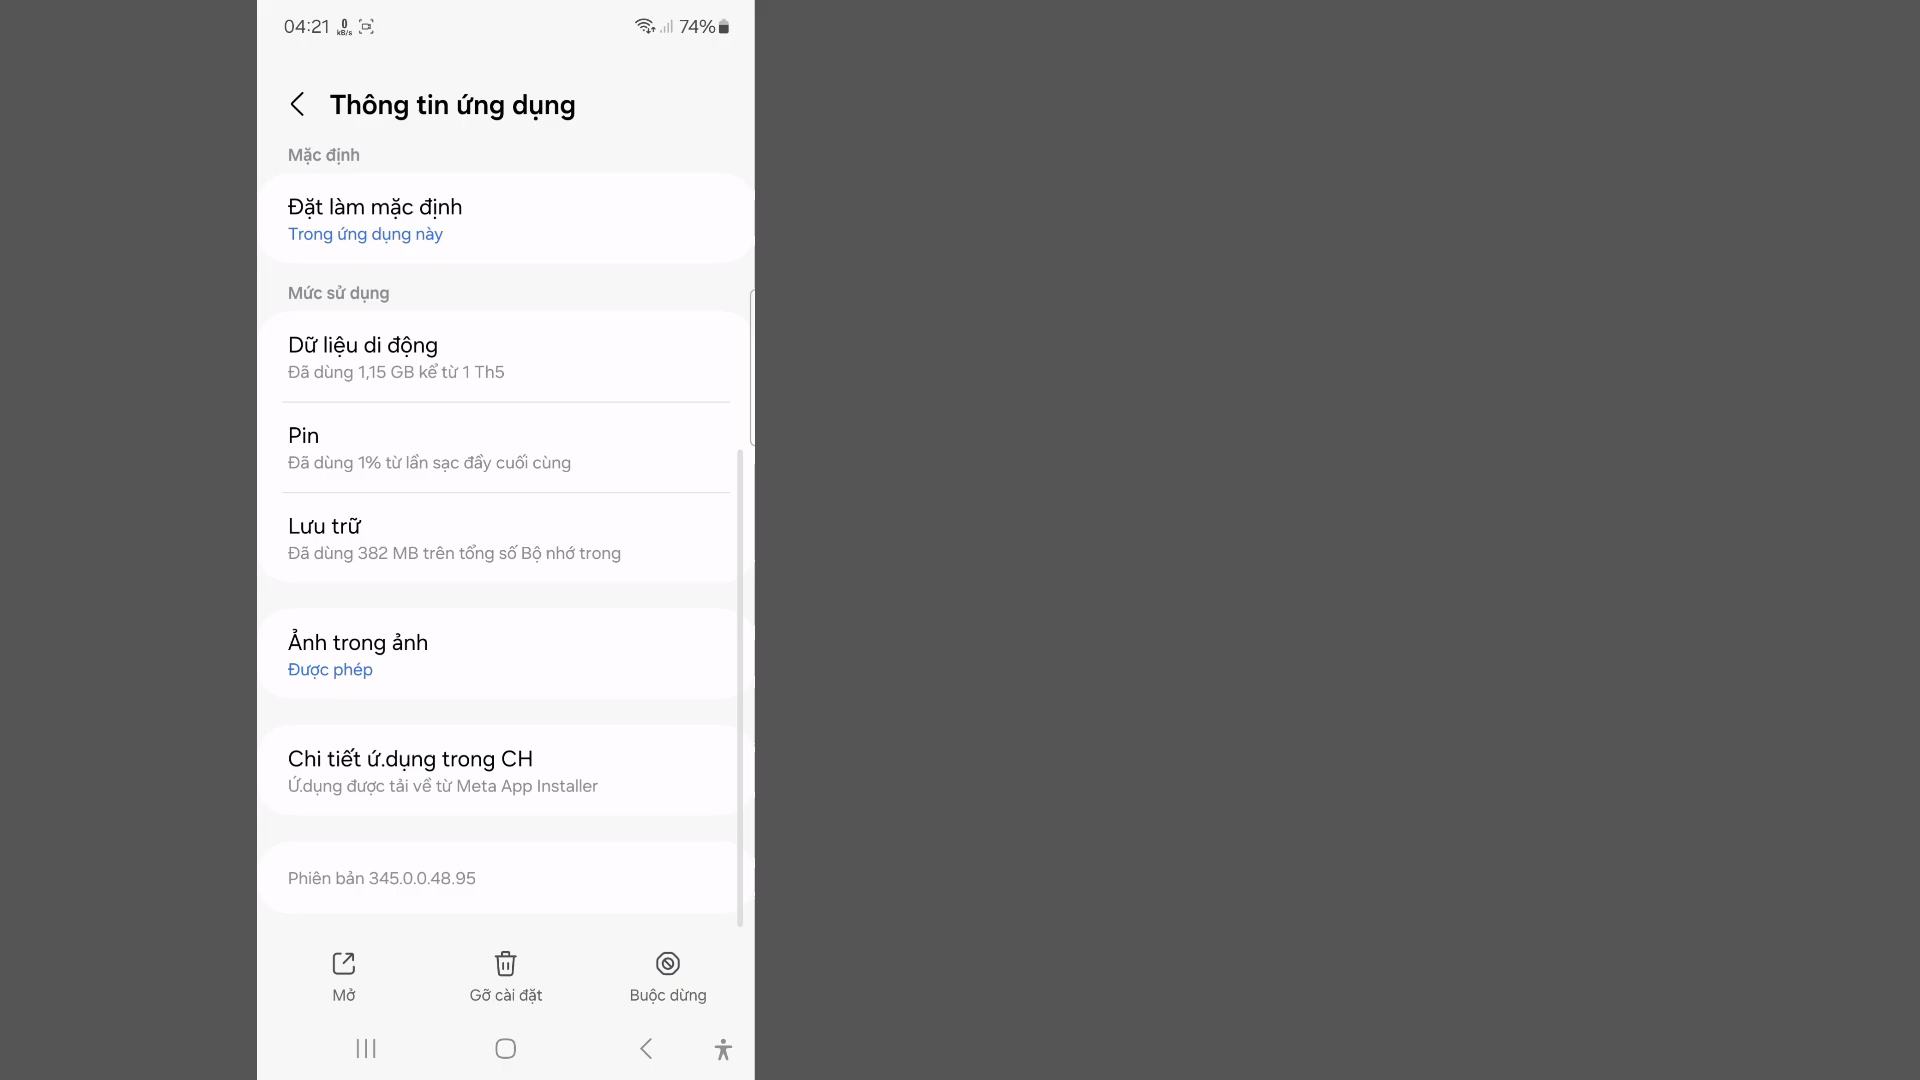 04:21 0 kB/s 74%
Thông tin ứng dụng
Mặc định
Đặt làm mặc định
Trong ứng dụng này
Mức sử dụng
Dữ liệu di động
Đã dùng 1,15 GB kể từ 1 Th5
Pin
Đã dùng 1% từ lần sạc đầy cuối cùng
Lưu trữ
Đã dùng 382 MB trên tổng số Bộ nhớ trong
Ảnh trong ảnh
Được phép
Chi tiết ứ.dụng trong CH
Ứ.dụng được tải về từ Meta App Installer
Phiên bản 345.0.0.48.95
Mở Gỡ cài đặt Buộc dừng